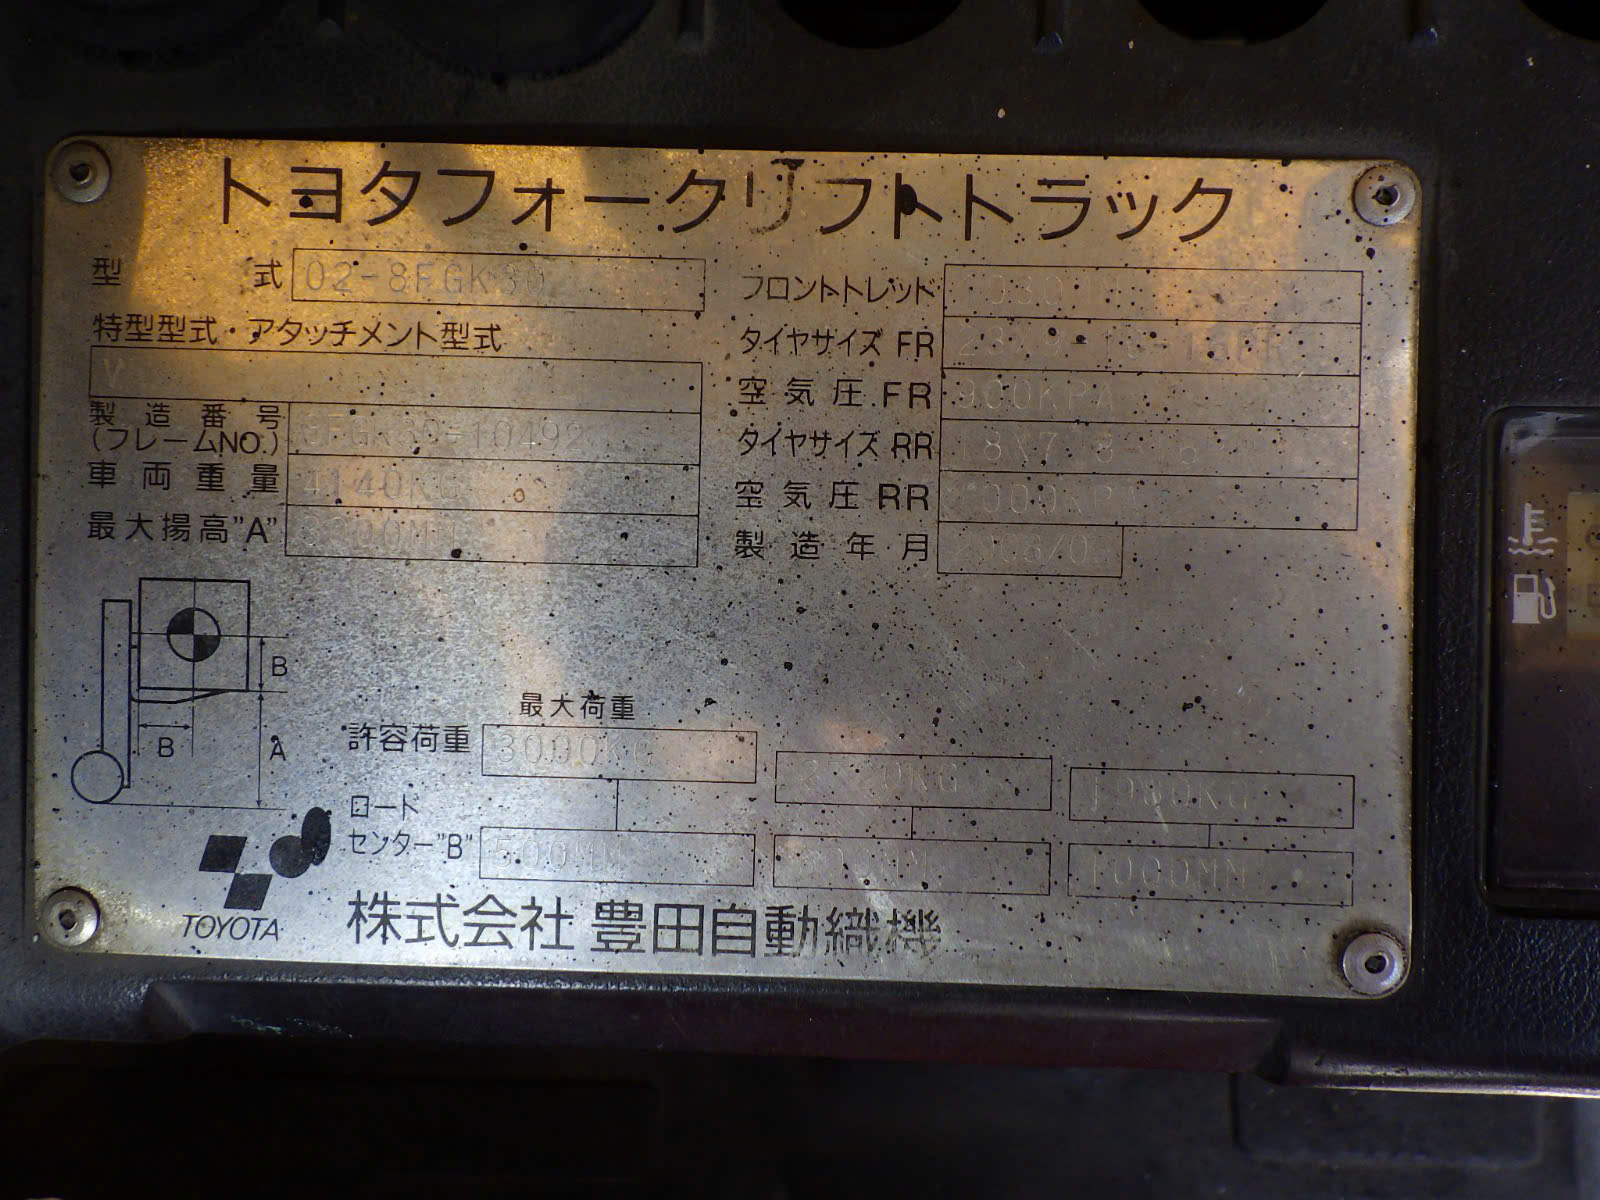 トヨタフォークリフトトラック
型 式 02-8FGK30
特型型式・アタッチメント型式
V
製造番号
(フレームNO.) 8FGK30-10492
車両重量 4140KG
最大揚高"A"
フロントトレッド
タイヤサイズ FR
空気圧 FR 900KPA
タイヤサイズ RR
空気圧 RR
製造年月
B
B
A
最大荷重
許容荷重 3000KG 1980KG
ロード
センター"B" 500MM 1000MM
TOYOTA 株式会社 豊田自動織機